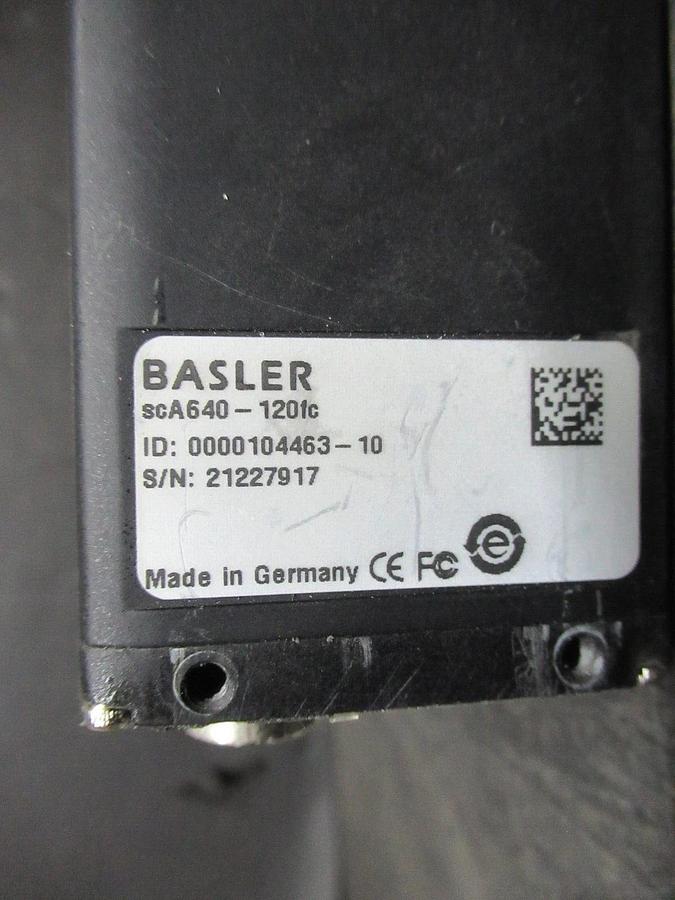 BASLER
scA640-120fc
ID: 0000104463-10
S/N: 21227917
Made in Germany CE FC e